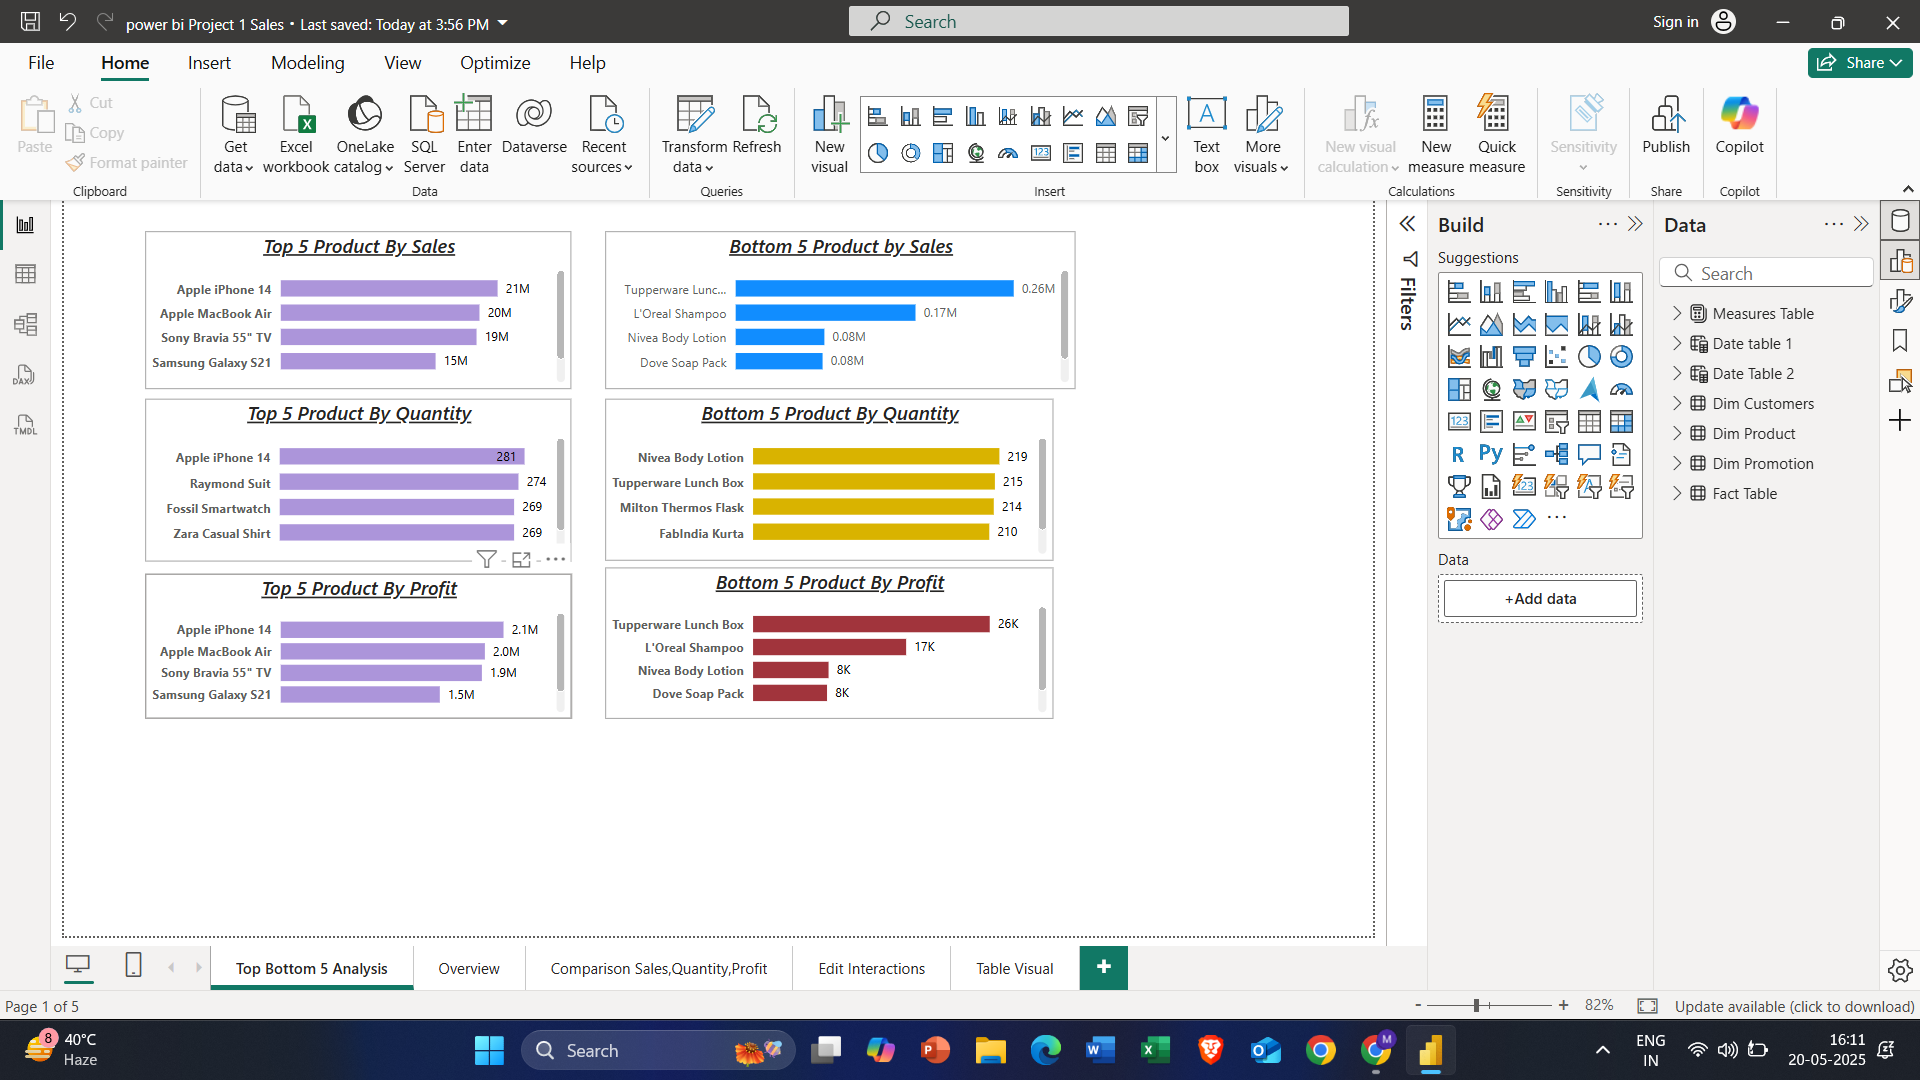 power bi Project 1 Sales • Last saved: Today at 3:56 PM
Search
Sign in
File
Home
Insert
Modeling
View
Optimize
Help
Share
Paste
Cut
Copy
Format painter
Clipboard
Get data
Excel workbook
OneLake catalog
SQL Server
Enter data
Dataverse
Recent sources
Data
Transform data
Refresh
Queries
New visual
Text box
More visuals
Insert
New visual calculation
New measure
Quick measure
Calculations
Sensitivity
Sensitivity
Publish
Share
Copilot
Copilot
DAX
TMDL
Top 5 Product By Sales
Apple iPhone 14 21M
Apple MacBook Air 20M
Sony Bravia 55" TV 19M
Samsung Galaxy S21 15M
Bottom 5 Product by Sales
Tupperware Lunc... 0.26M
L'Oreal Shampoo 0.17M
Nivea Body Lotion 0.08M
Dove Soap Pack 0.08M
Top 5 Product By Quantity
Apple iPhone 14 281
Raymond Suit 274
Fossil Smartwatch 269
Zara Casual Shirt 269
Bottom 5 Product By Quantity
Nivea Body Lotion 219
Tupperware Lunch Box 215
Milton Thermos Flask 214
FabIndia Kurta 210
Top 5 Product By Profit
Apple iPhone 14 2.1M
Apple MacBook Air 2.0M
Sony Bravia 55" TV 1.9M
Samsung Galaxy S21 1.5M
Bottom 5 Product By Profit
Tupperware Lunch Box 26K
L'Oreal Shampoo 17K
Nivea Body Lotion 8K
Dove Soap Pack 8K
Filters
Build
Suggestions
123
R
Py
123
Data
+Add data
Data
Search
Measures Table
Date table 1
Date Table 2
Dim Customers
Dim Product
Dim Promotion
Fact Table
Top Bottom 5 Analysis
Overview
Comparison Sales,Quantity,Profit
Edit Interactions
Table Visual
+
Page 1 of 5
- + 82%
Update available (click to download)
8
40°C
Haze
Search
M
ENG
IN
16:11
20-05-2025